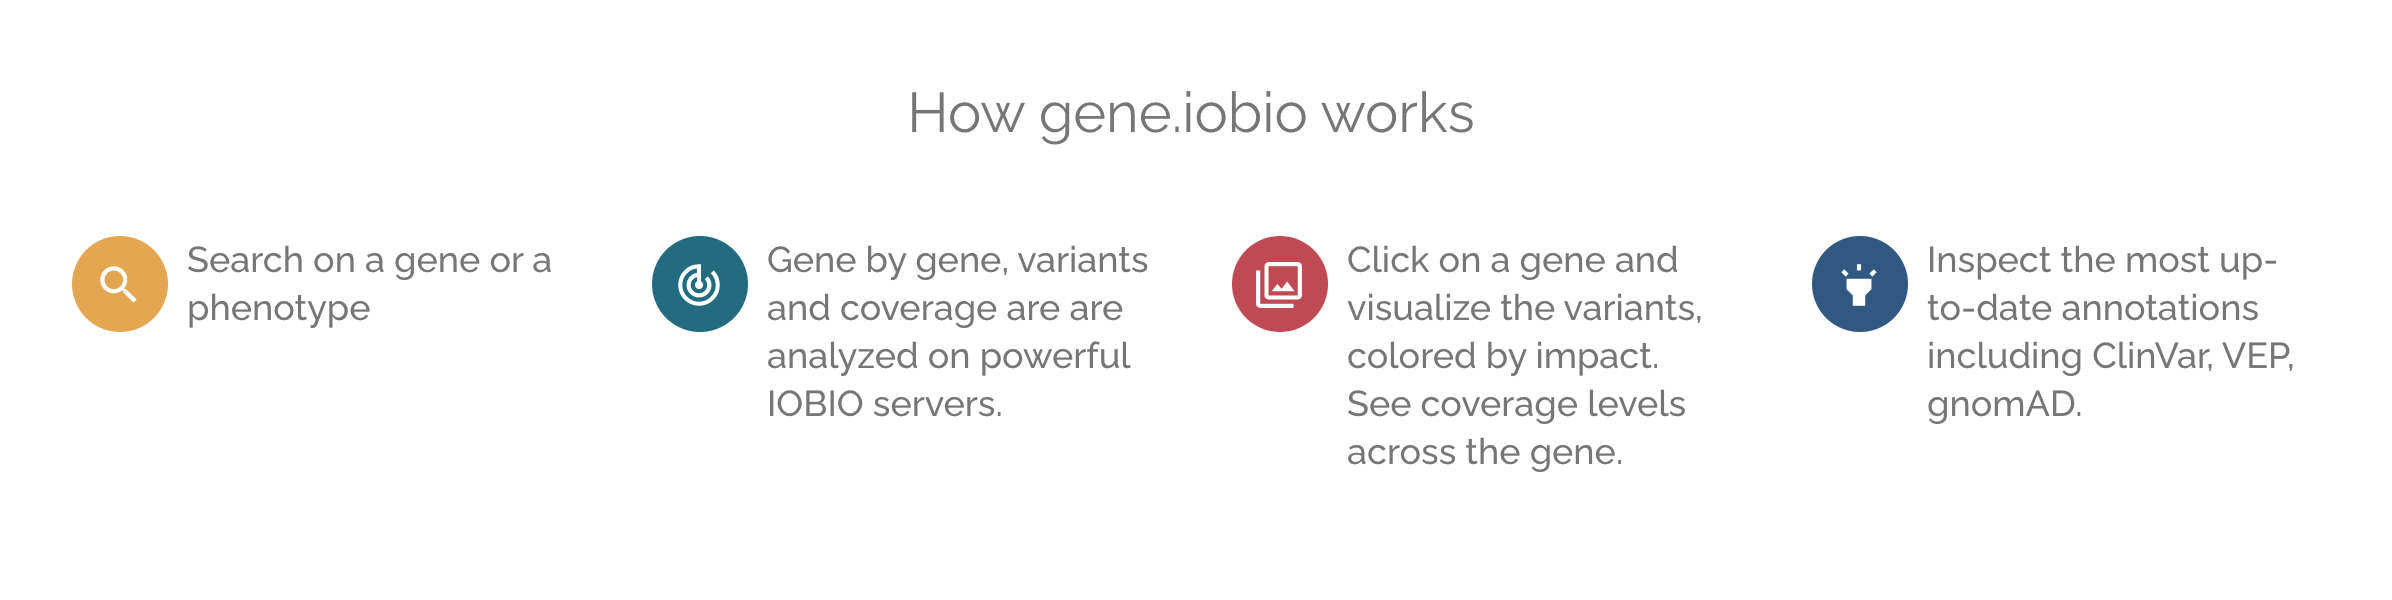 How gene.iobio works
Search on a gene or a
phenotype
Gene by gene, variants
and coverage are are
analyzed on powerful
IOBIO servers.
Click on a gene and
visualize the variants,
colored by impact.
See coverage levels
across the gene.
Inspect the most up-
to-date annotations
including ClinVar, VEP,
gnomAD.